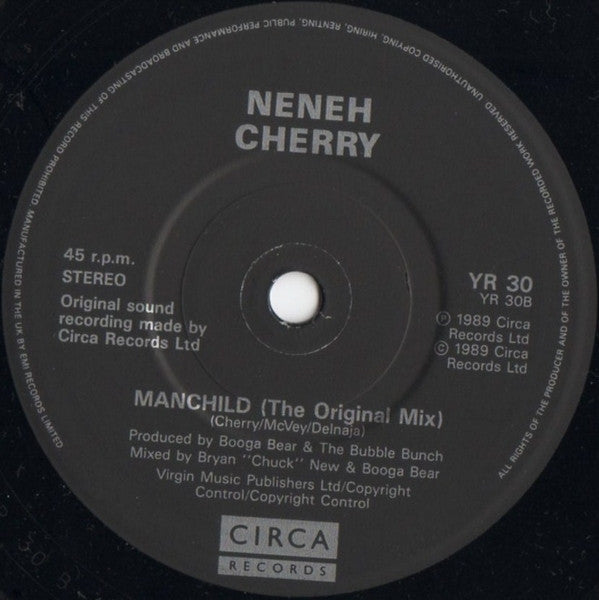 ALL RIGHTS OF THE PRODUCER AND OF THE OWNER OF THE RECORDED WORK RESERVED. UNAUTHORISED COPYING, HIRING, RENTING, PUBLIC PERFORMANCE AND BROADCASTING OF THIS RECORD PROHIBITED. MANUFACTURED IN THE UK BY EMI RECORDS LIMITED
NENEH
CHERRY
45 r.p.m.
STEREO
Original sound
recording made by
Circa Records Ltd
YR 30
YR 30B
℗ 1989 Circa
Records Ltd
© 1989 Circa
Records Ltd
MANCHILD (The Original Mix)
(Cherry/McVey/Delnaja)
Produced by Booga Bear & The Bubble Bunch
Mixed by Bryan "Chuck" New & Booga Bear
Virgin Music Publishers Ltd/Copyright
Control/Copyright Control
CIRCA
RECORDS